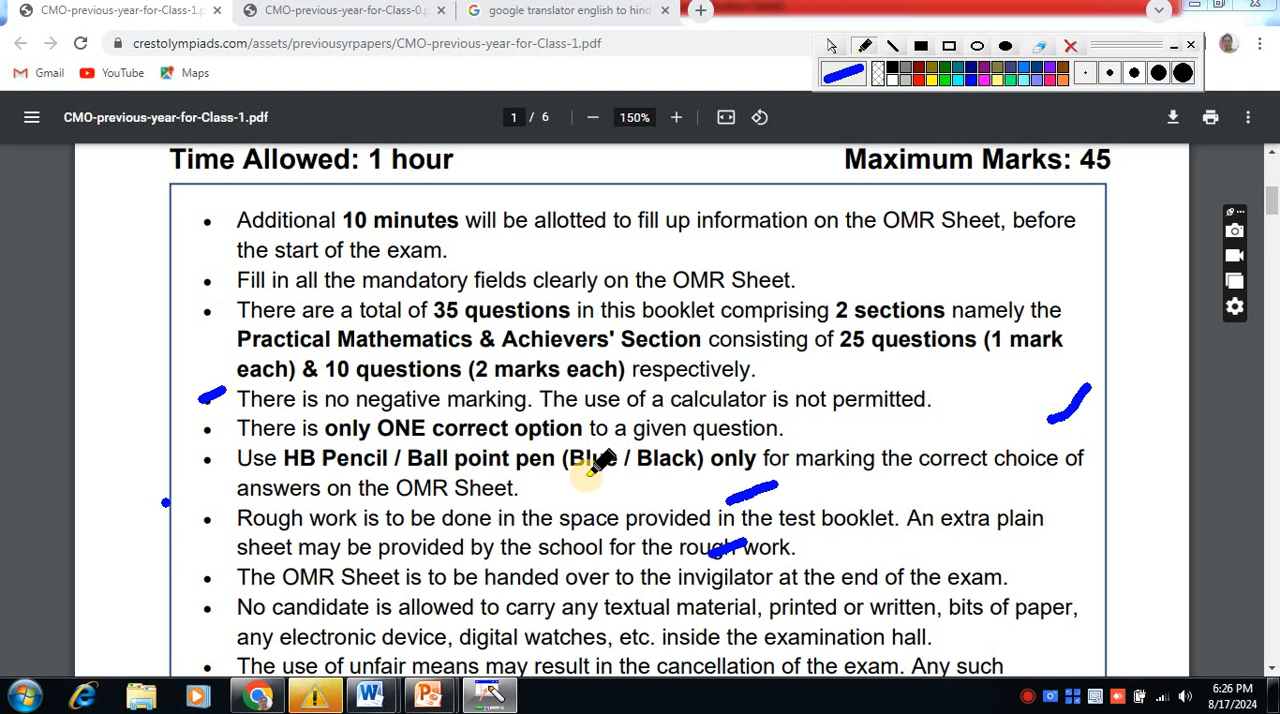 CMO-previous-year-for-Class-1.p
CMO-previous-year-for-Class-0.p
google translator english to hind
crestolympiads.com/assets/previousyrpapers/CMO-previous-year-for-Class-1.pdf
Gmail YouTube Maps
CMO-previous-year-for-Class-1.pdf 1 / 6 150%
Time Allowed: 1 hour Maximum Marks: 45
• Additional 10 minutes will be allotted to fill up information on the OMR Sheet, before
the start of the exam.
• Fill in all the mandatory fields clearly on the OMR Sheet.
• There are a total of 35 questions in this booklet comprising 2 sections namely the
Practical Mathematics & Achievers' Section consisting of 25 questions (1 mark
each) & 10 questions (2 marks each) respectively.
• There is no negative marking. The use of a calculator is not permitted.
• There is only ONE correct option to a given question.
• Use HB Pencil / Ball point pen (Blue / Black) only for marking the correct choice of
answers on the OMR Sheet.
• Rough work is to be done in the space provided in the test booklet. An extra plain
sheet may be provided by the school for the rough work.
• The OMR Sheet is to be handed over to the invigilator at the end of the exam.
• No candidate is allowed to carry any textual material, printed or written, bits of paper,
any electronic device, digital watches, etc. inside the examination hall.
• The use of unfair means may result in the cancellation of the exam. Any such
6:26 PM
8/17/2024